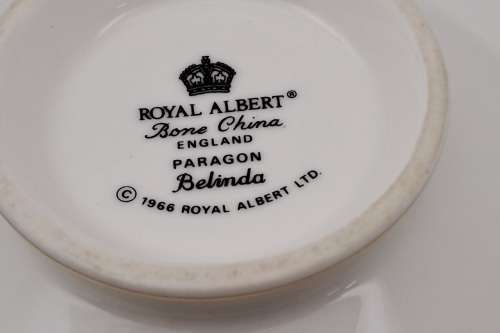 ROYAL ALBERT®
Bone China
ENGLAND
PARAGON
Belinda
© 1966 ROYAL ALBERT LTD.